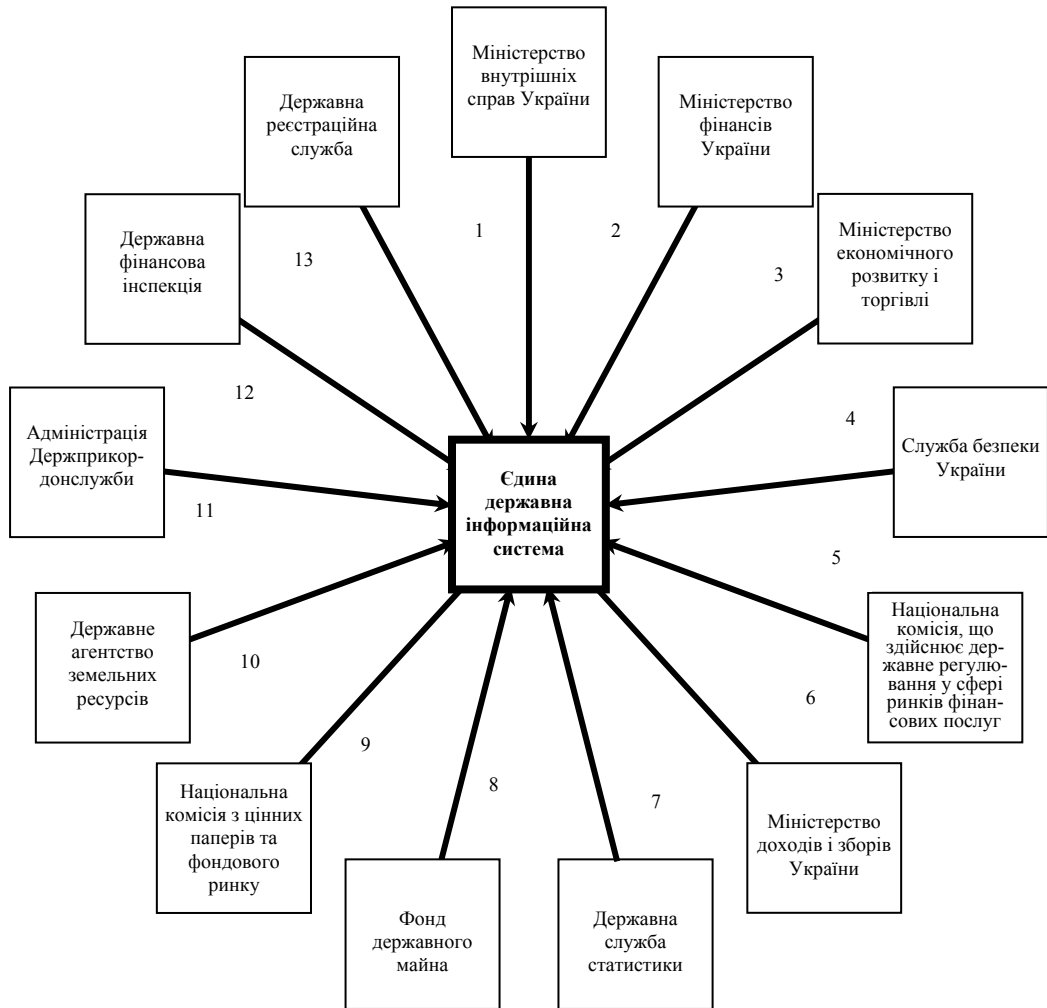 Міністерство
внутрішніх
справ України
Державна
реєстраційна
служба
Міністерство
фінансів
України
Державна
фінансова
інспекція
Міністерство
економічного
розвитку і
торгівлі
1
2
13
3
12
4
Адміністрація
Держприкор-
донслужби
Служба безпеки
України
Єдина
державна
інформаційна
система
11
5
Державне
агентство
земельних
ресурсів
Національна
комісія, що
здійснює дер-
жавне регулю-
вання у сфері
ринків фінан-
сових послуг
10
6
9
8
7
Національна
комісія з цінних
паперів та
фондового
ринку
Міністерство
доходів і зборів
України
Фонд
державного
майна
Державна
служба
статистики